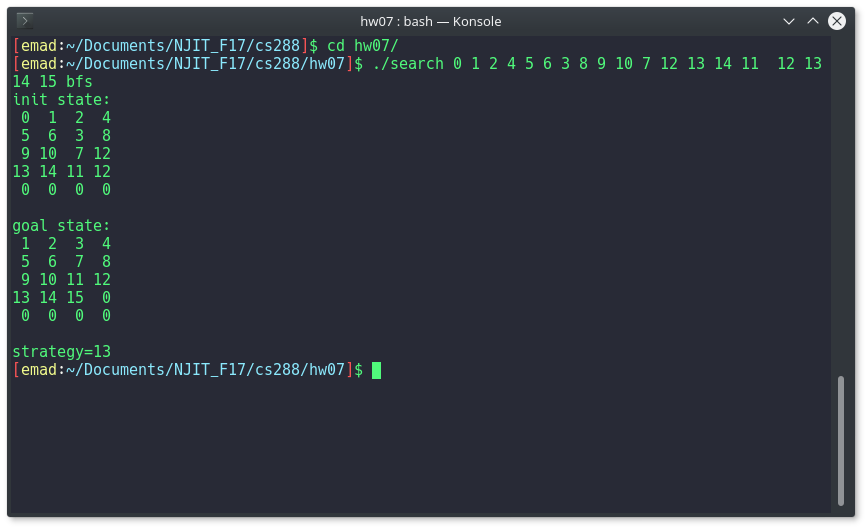 hw07 : bash — Konsole
[emad:~/Documents/NJIT_F17/cs288]$ cd hw07/
[emad:~/Documents/NJIT_F17/cs288/hw07]$ ./search 0 1 2 4 5 6 3 8 9 10 7 12 13 14 11  12 13
14 15 bfs
init state:
 0  1  2  4
 5  6  3  8
 9 10  7 12
13 14 11 12
 0  0  0  0
goal state:
 1  2  3  4
 5  6  7  8
 9 10 11 12
13 14 15  0
 0  0  0  0
strategy=13
[emad:~/Documents/NJIT_F17/cs288/hw07]$